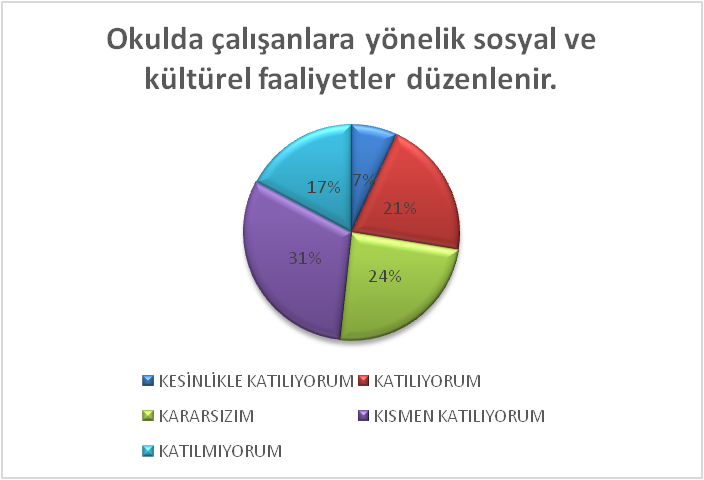 Okulda çalışanlara yönelik sosyal ve
kültürel faaliyetler düzenlenir.
7%
21%
24%
31%
17%
KESİNLİKLE KATILIYORUM
KATILIYORUM
KARARSIZIM
KISMEN KATILIYORUM
KATILMIYORUM